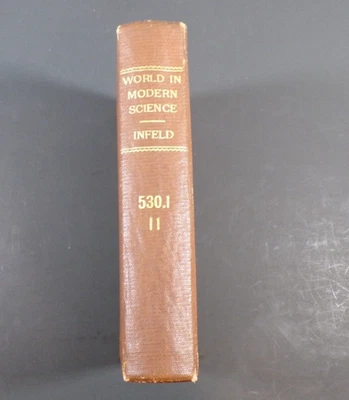 WORLD IN
MODERN
SCIENCE
INFELD
530.1
I1